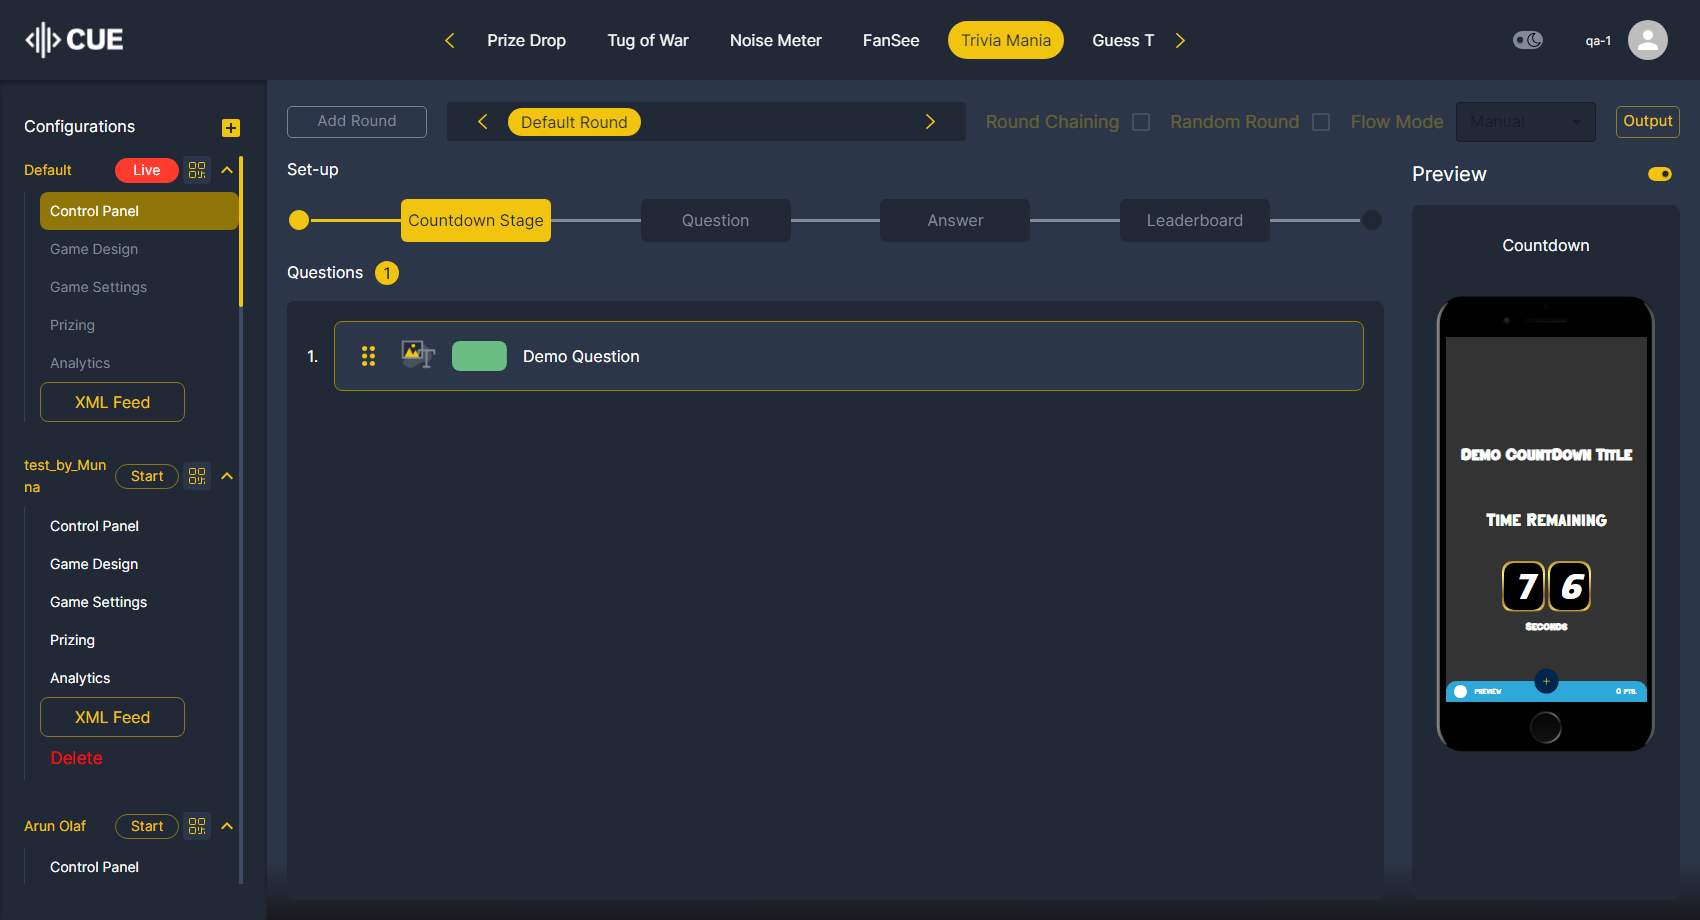 CUE
Prize Drop
Tug of War
Noise Meter
FanSee
Trivia Mania
Guess T
qa-1
Configurations
Default
Live
Control Panel
Game Design
Game Settings
Prizing
Analytics
XML Feed
test_by_Mun
na
Start
Control Panel
Game Design
Game Settings
Prizing
Analytics
XML Feed
Delete
Arun Olaf
Start
Control Panel
Add Round
Default Round
Round Chaining
Random Round
Flow Mode
Manual
Output
Set-up
Countdown Stage
Question
Answer
Leaderboard
Questions 1
1.
Demo Question
Preview
Countdown
Demo CountDown Title
Time Remaining
7 6
Seconds
PREVIEW
0 PTS.